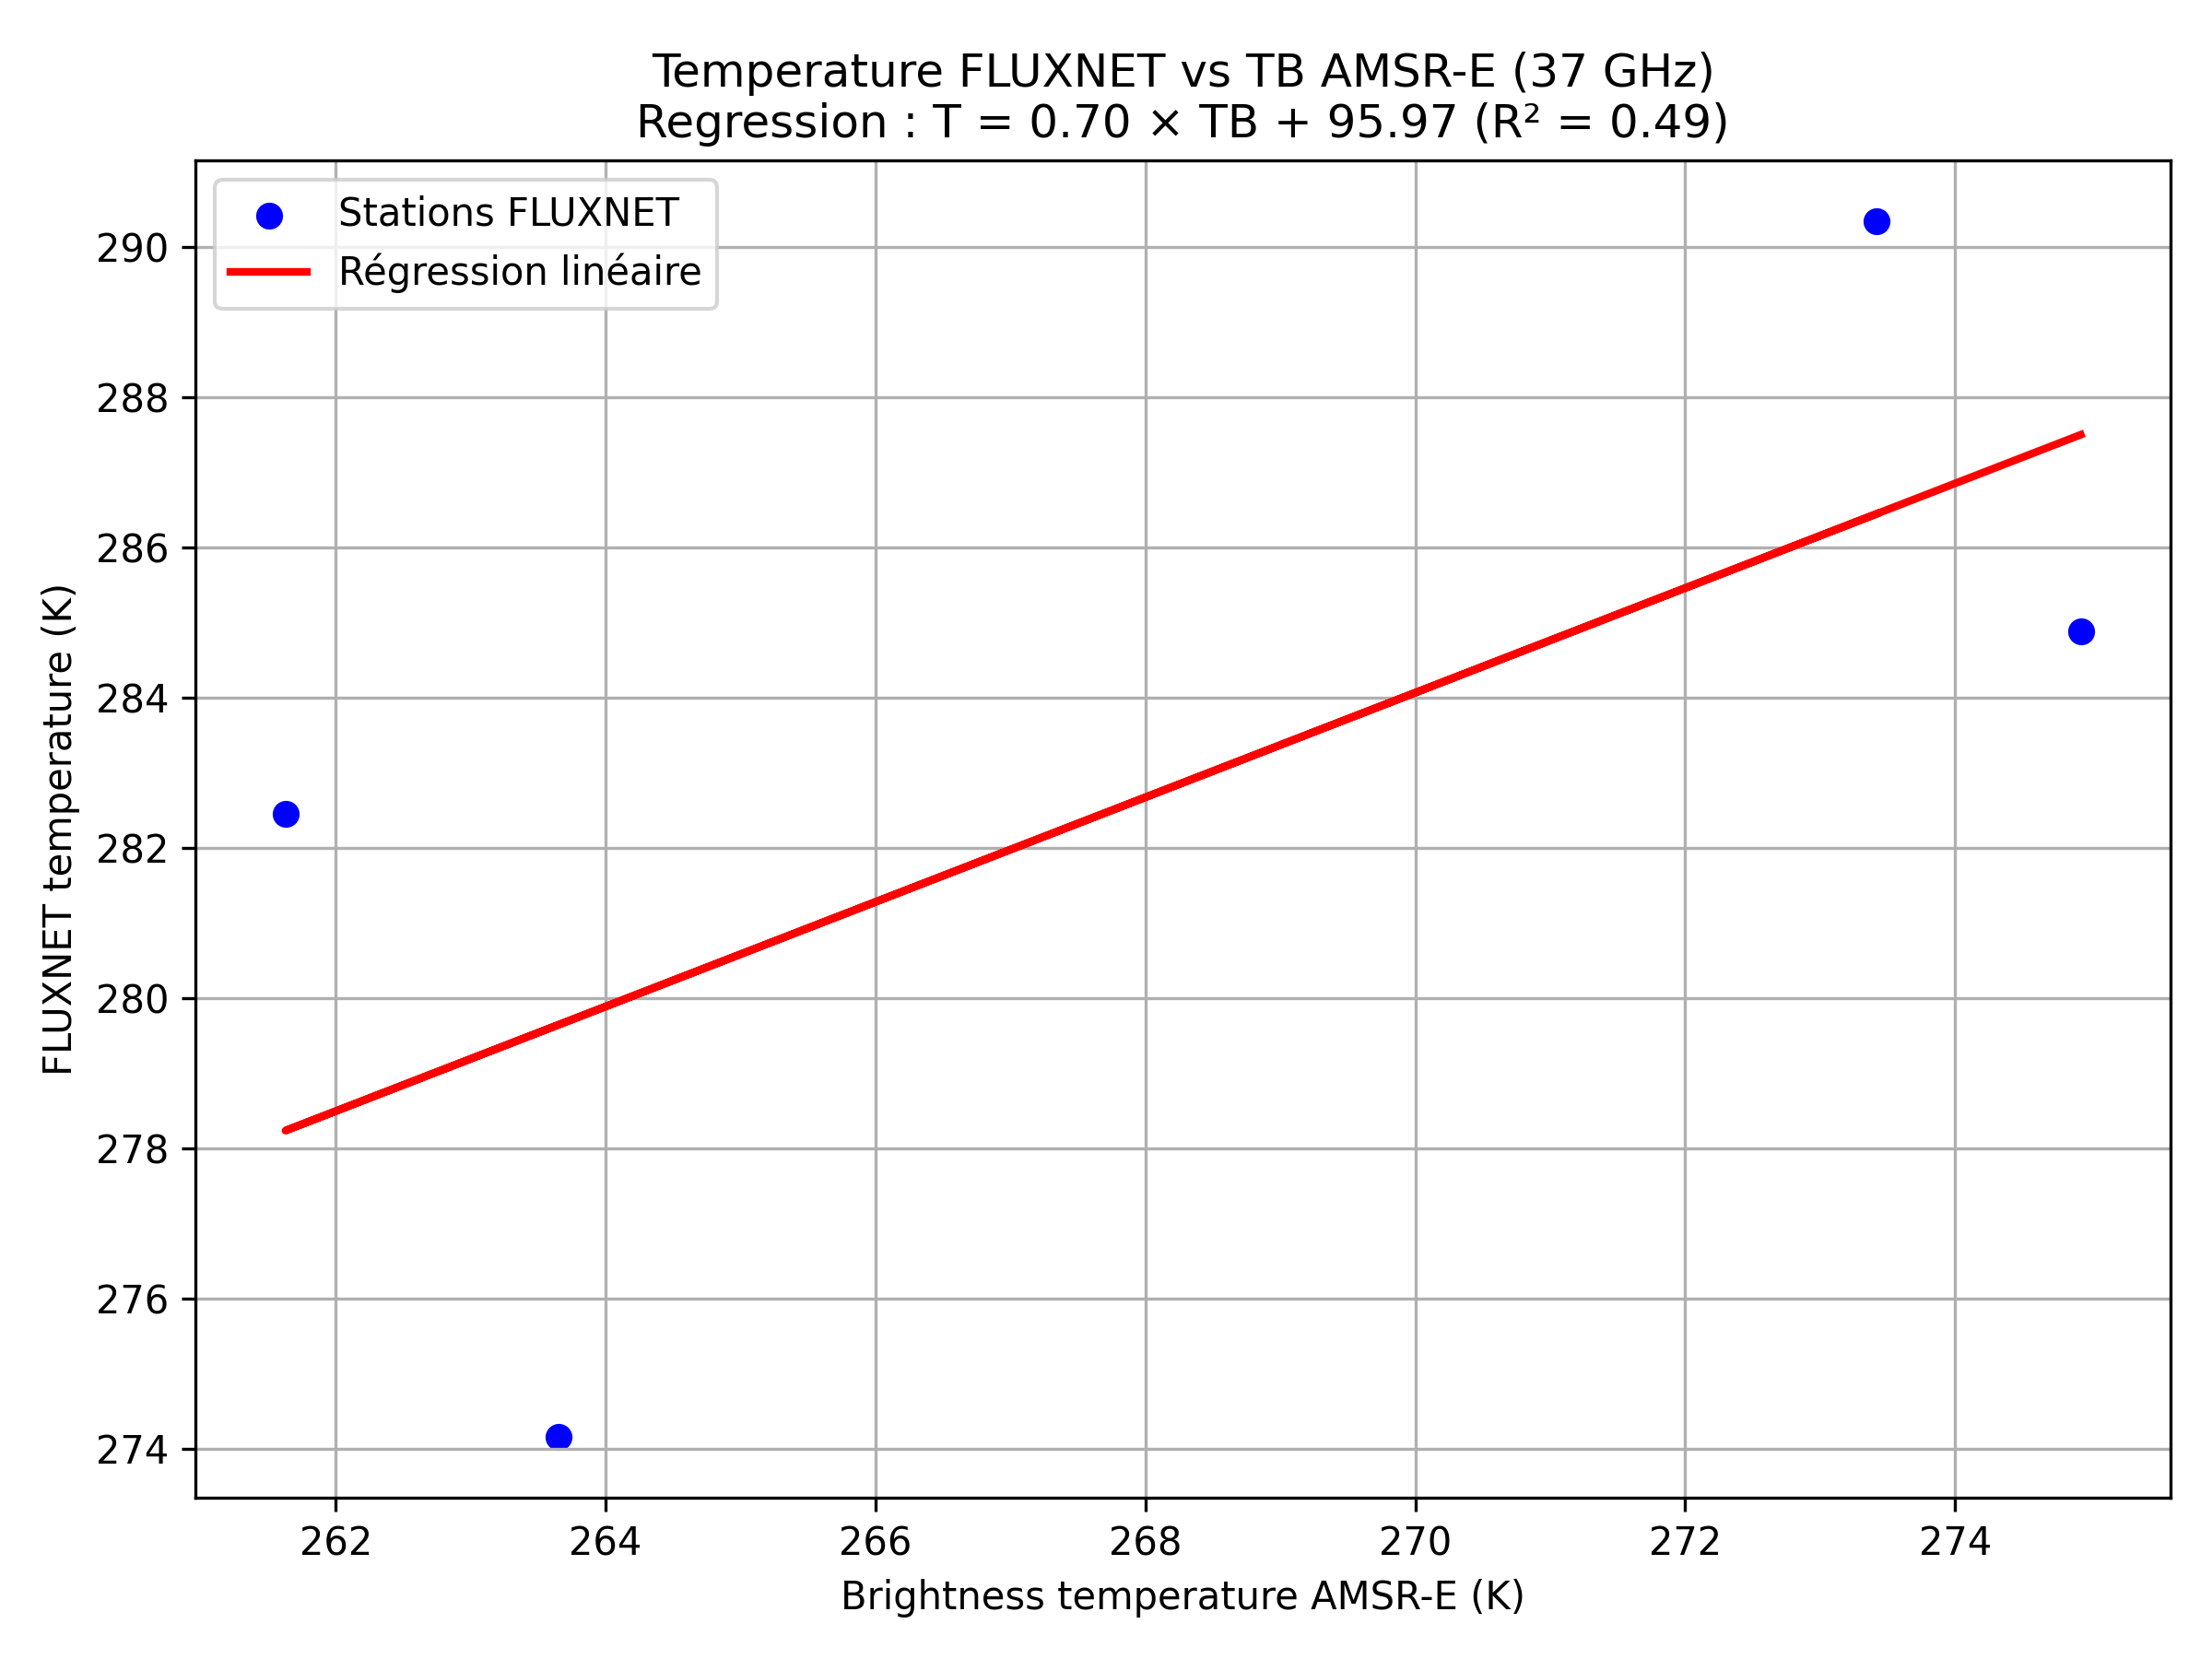 Temperature FLUXNET vs TB AMSR-E (37 GHz)
Regression : T = 0.70 × TB + 95.97 (R² = 0.49)
Stations FLUXNET
Régression linéaire
FLUXNET temperature (K)
290
288
286
284
282
280
278
276
274
262 264 266 268 270 272 274
Brightness temperature AMSR-E (K)